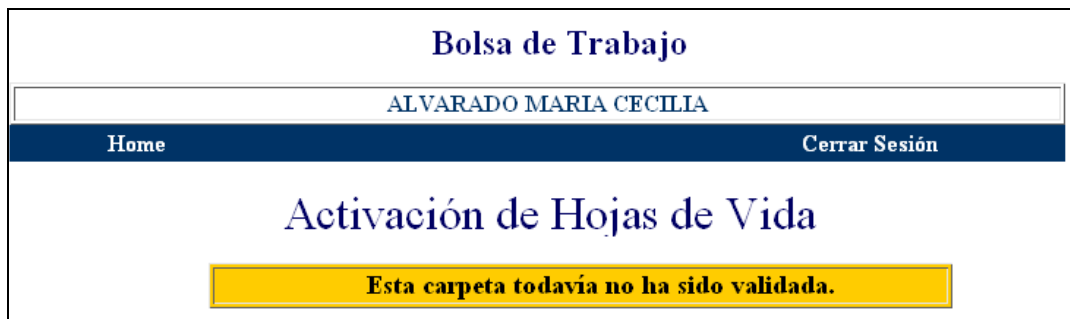 Bolsa de Trabajo
ALVARADO MARIA CECILIA
Home Cerrar Sesión
Activación de Hojas de Vida
Esta carpeta todavía no ha sido validada.